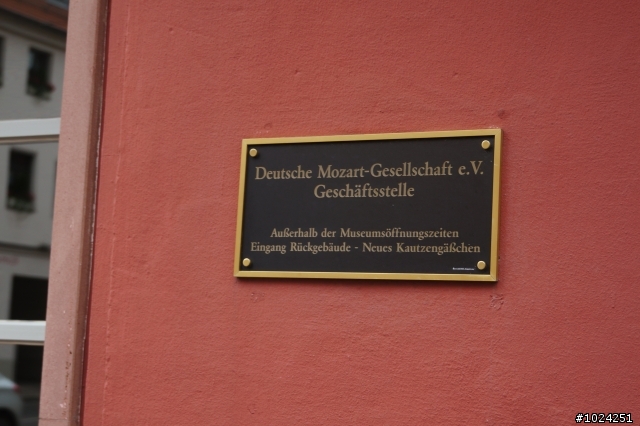 Deutsche Mozart-Gesellschaft e.V.
Geschäftsstelle
Außerhalb der Museumsöffnungszeiten
Eingang Rückgebäude - Neues Kautzengäßchen
#1024251